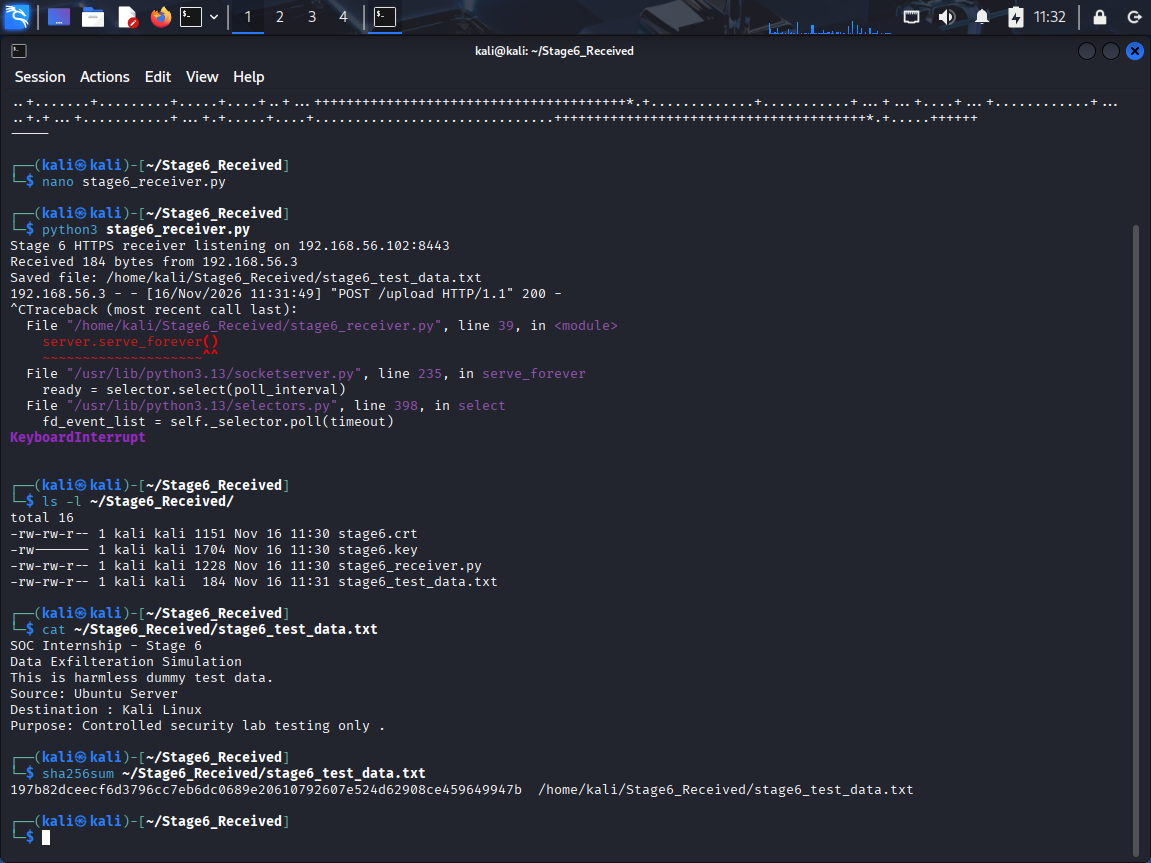 1 2 3 4 11:32
kali@kali: ~/Stage6_Received
Session Actions Edit View Help
..+.......+.........+.....+....+..+...+++++++++++++++++++++++++++++++++++++++*.+.............+...........+...+...+....+...+............+...
..+.+...+...........+...+.+.....+....+..............................+++++++++++++++++++++++++++++++++++++++*.+.....++++++
-----
┌──(kali㉿kali)-[~/Stage6_Received]
└─$ nano stage6_receiver.py
┌──(kali㉿kali)-[~/Stage6_Received]
└─$ python3 stage6_receiver.py
Stage 6 HTTPS receiver listening on 192.168.56.102:8443
Received 184 bytes from 192.168.56.3
Saved file: /home/kali/Stage6_Received/stage6_test_data.txt
192.168.56.3 - - [16/Nov/2026 11:31:49] "POST /upload HTTP/1.1" 200 -
^CTraceback (most recent call last):
  File "/home/kali/Stage6_Received/stage6_receiver.py", line 39, in <module>
    server.serve_forever()
    ~~~~~~~~~~~~~~~~~~~~^^
  File "/usr/lib/python3.13/socketserver.py", line 235, in serve_forever
    ready = selector.select(poll_interval)
  File "/usr/lib/python3.13/selectors.py", line 398, in select
    fd_event_list = self._selector.poll(timeout)
KeyboardInterrupt
┌──(kali㉿kali)-[~/Stage6_Received]
└─$ ls -l ~/Stage6_Received/
total 16
-rw-rw-r-- 1 kali kali 1151 Nov 16 11:30 stage6.crt
-rw------- 1 kali kali 1704 Nov 16 11:30 stage6.key
-rw-rw-r-- 1 kali kali 1228 Nov 16 11:30 stage6_receiver.py
-rw-rw-r-- 1 kali kali  184 Nov 16 11:31 stage6_test_data.txt
┌──(kali㉿kali)-[~/Stage6_Received]
└─$ cat ~/Stage6_Received/stage6_test_data.txt
SOC Internship - Stage 6
Data Exfilteration Simulation
This is harmless dummy test data.
Source: Ubuntu Server
Destination : Kali Linux
Purpose: Controlled security lab testing only .
┌──(kali㉿kali)-[~/Stage6_Received]
└─$ sha256sum ~/Stage6_Received/stage6_test_data.txt
197b82dceecf6d3796cc7eb6dc0689e20610792607e524d62908ce459649947b  /home/kali/Stage6_Received/stage6_test_data.txt
┌──(kali㉿kali)-[~/Stage6_Received]
└─$